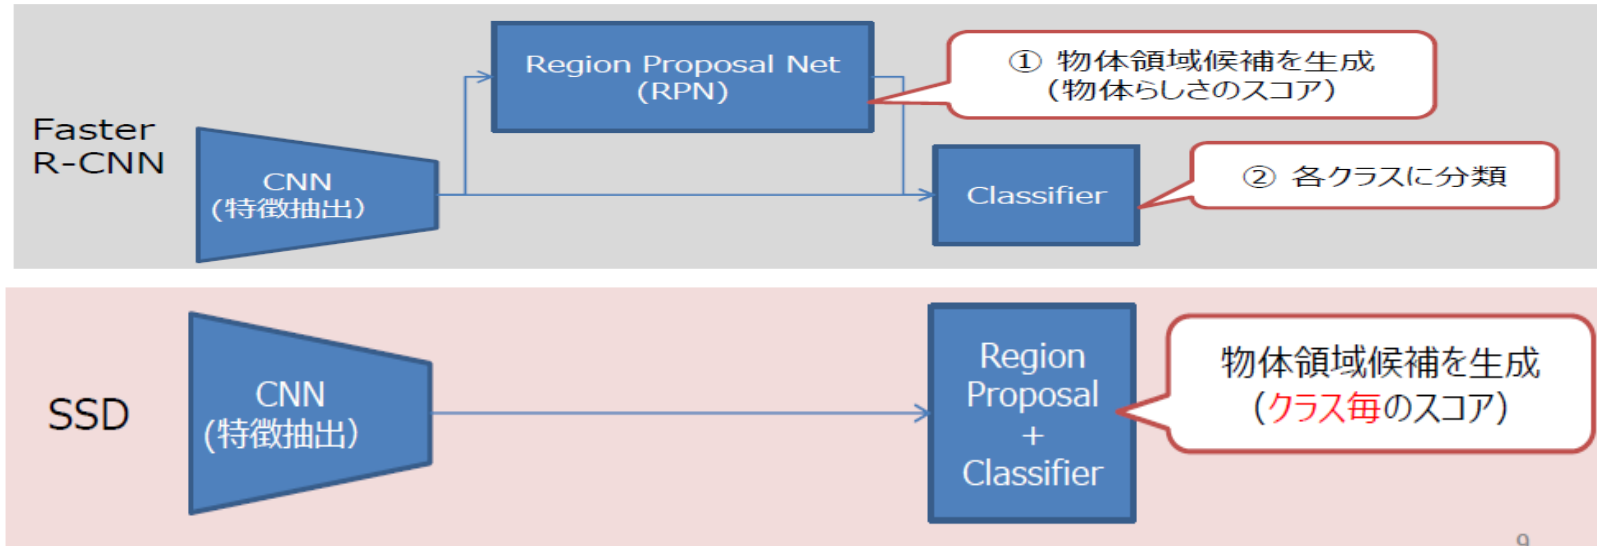 Faster
R-CNN
CNN
(特徴抽出)
Region Proposal Net
(RPN)
① 物体領域候補を生成
(物体らしさのスコア)
Classifier
② 各クラスに分類
SSD
CNN
(特徴抽出)
Region
Proposal
+
Classifier
物体領域候補を生成
(クラス毎のスコア)
9